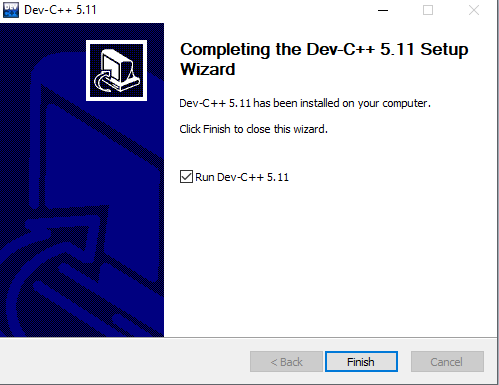 Dev-C++ 5.11
Completing the Dev-C++ 5.11 Setup
Wizard
Dev-C++ 5.11 has been installed on your computer.
Click Finish to close this wizard.
Run Dev-C++ 5.11
< Back
Finish
Cancel